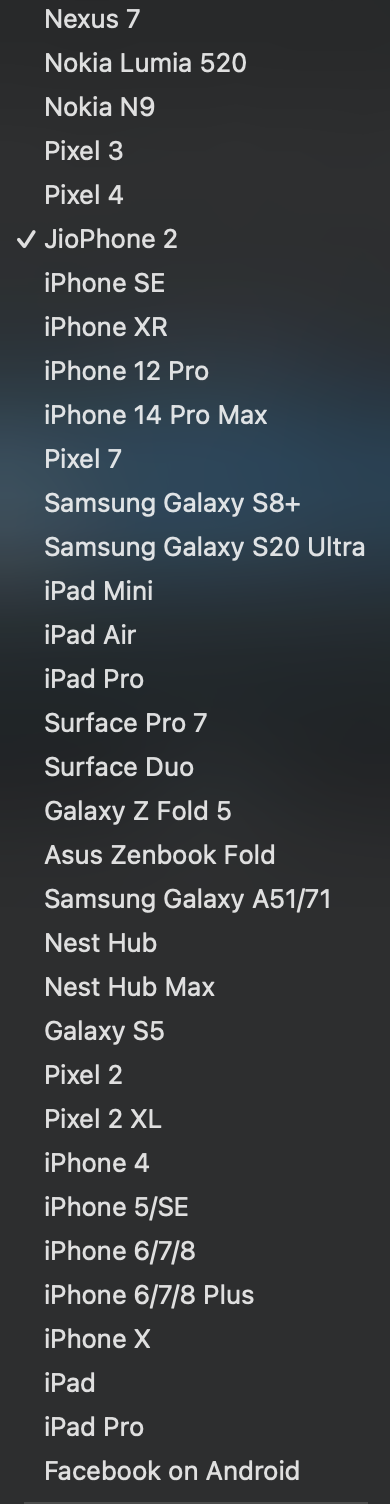 Nexus 7
Nokia Lumia 520
Nokia N9
Pixel 3
Pixel 4
✓ JioPhone 2
iPhone SE
iPhone XR
iPhone 12 Pro
iPhone 14 Pro Max
Pixel 7
Samsung Galaxy S8+
Samsung Galaxy S20 Ultra
iPad Mini
iPad Air
iPad Pro
Surface Pro 7
Surface Duo
Galaxy Z Fold 5
Asus Zenbook Fold
Samsung Galaxy A51/71
Nest Hub
Nest Hub Max
Galaxy S5
Pixel 2
Pixel 2 XL
iPhone 4
iPhone 5/SE
iPhone 6/7/8
iPhone 6/7/8 Plus
iPhone X
iPad
iPad Pro
Facebook on Android